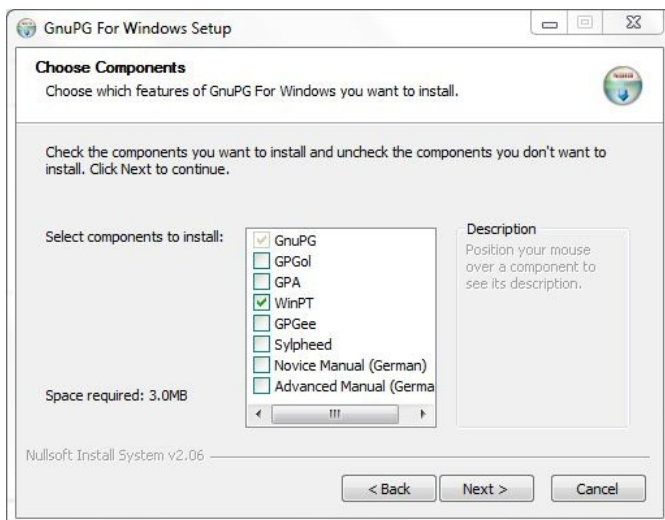 GnuPG For Windows Setup
Choose Components
Choose which features of GnuPG For Windows you want to install.
Check the components you want to install and uncheck the components you don't want to
install. Click Next to continue.
Select components to install:
GnuPG
GPGol
GPA
WinPT
GPGee
Sylpheed
Novice Manual (German)
Advanced Manual (Germa
Description
Position your mouse
over a component to
see its description.
Space required: 3.0MB
Nullsoft Install System v2.06
< Back
Next >
Cancel